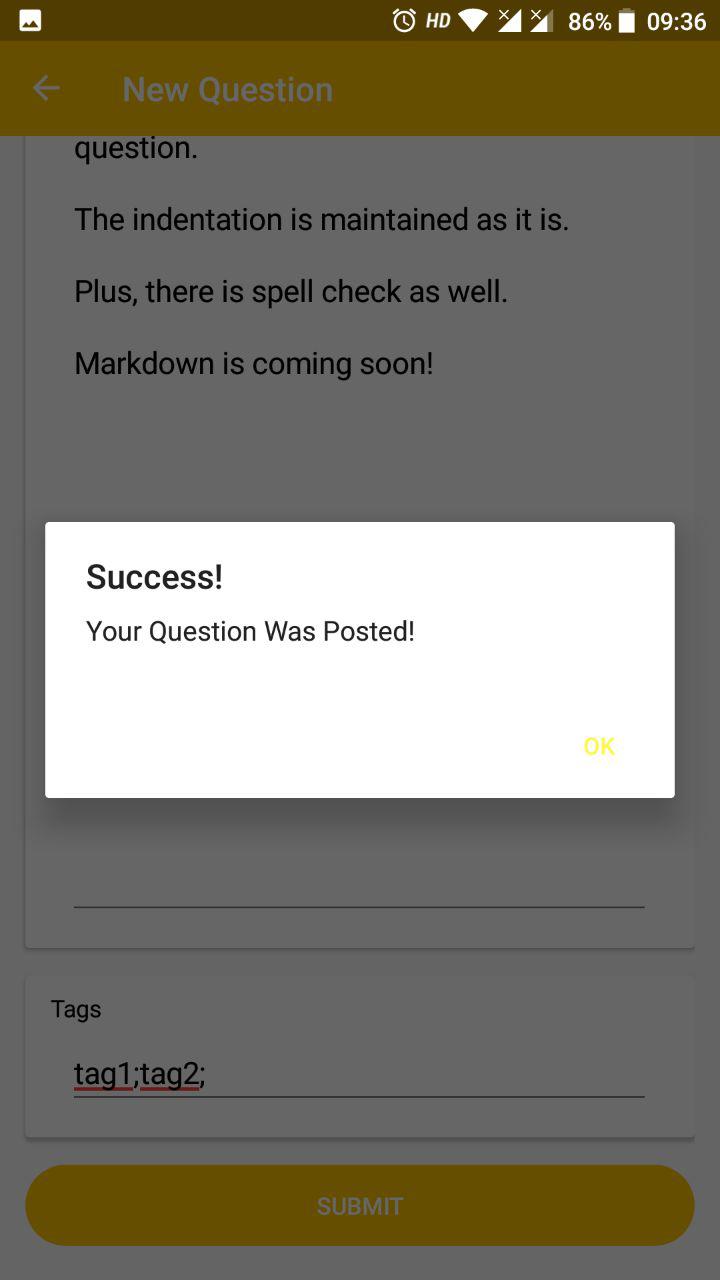 HD 86% 09:36
New Question
question.
The indentation is maintained as it is.
Plus, there is spell check as well.
Markdown is coming soon!
Success!
Your Question Was Posted!
OK
Tags
tag1;tag2;
SUBMIT